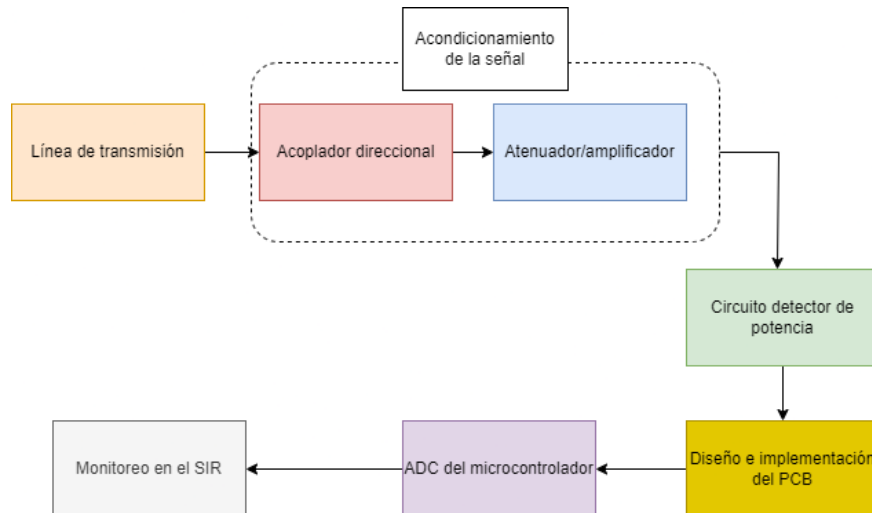 Acondicionamiento
de la señal
Línea de transmisión
Acoplador direccional
Atenuador/amplificador
Circuito detector de
potencia
Diseño e implementación
del PCB
ADC del microcontrolador
Monitoreo en el SIR